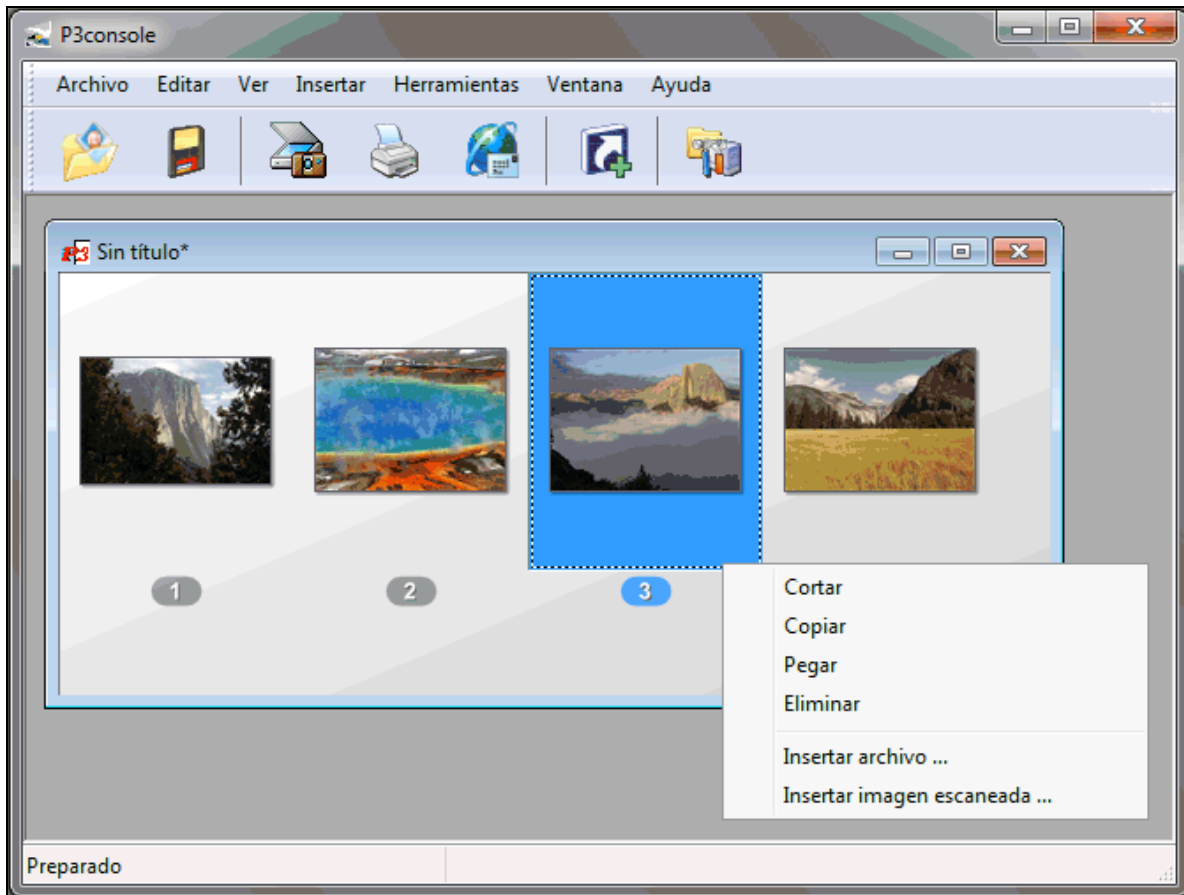 P3console
Archivo Editar Ver Insertar Herramientas Ventana Ayuda
P3 Sin título*
1 2 3
Cortar
Copiar
Pegar
Eliminar
Insertar archivo ...
Insertar imagen escaneada ...
Preparado